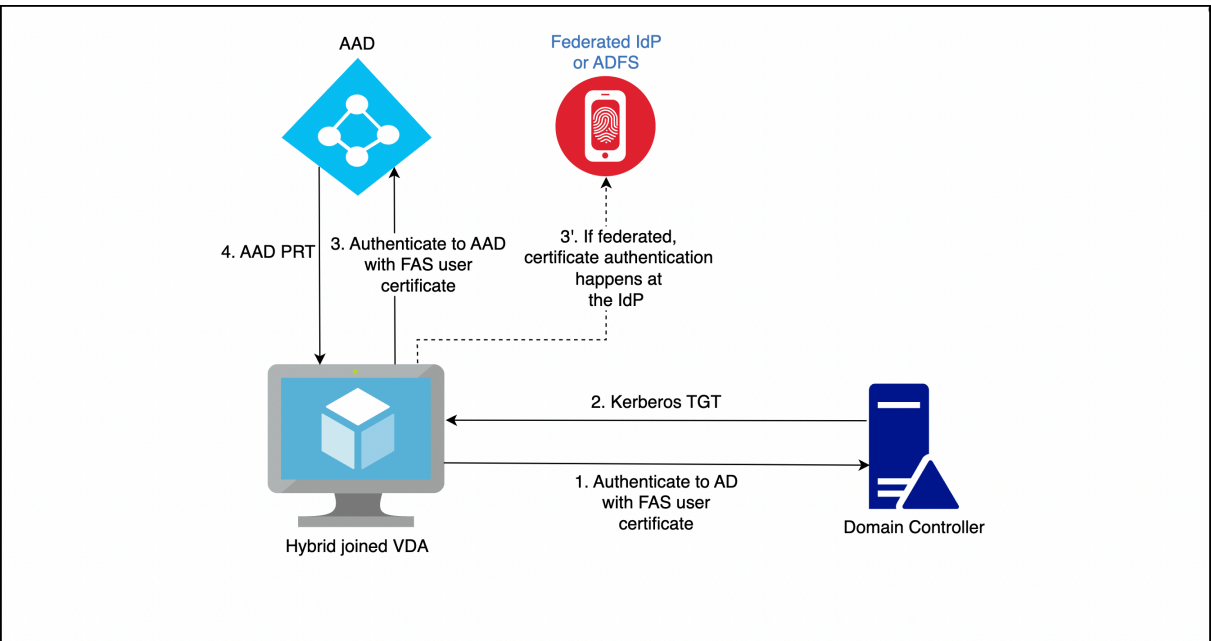 AAD
Federated IdP
or ADFS
4. AAD PRT
3. Authenticate to AAD
with FAS user
certificate
3'. If federated,
certificate authentication
happens at
the IdP
2. Kerberos TGT
1. Authenticate to AD
with FAS user
certificate
Hybrid joined VDA
Domain Controller